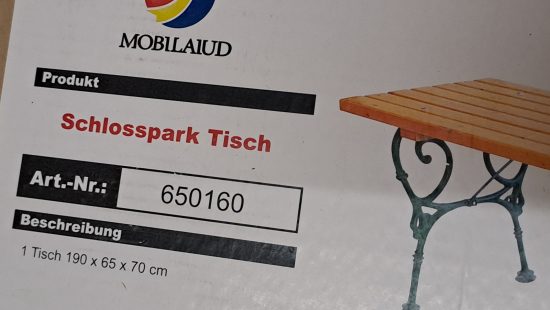 MOBILAIUD
Produkt
Schlosspark Tisch
Art.-Nr.:
650160
Beschreibung
1 Tisch 190 x 65 x 70 cm